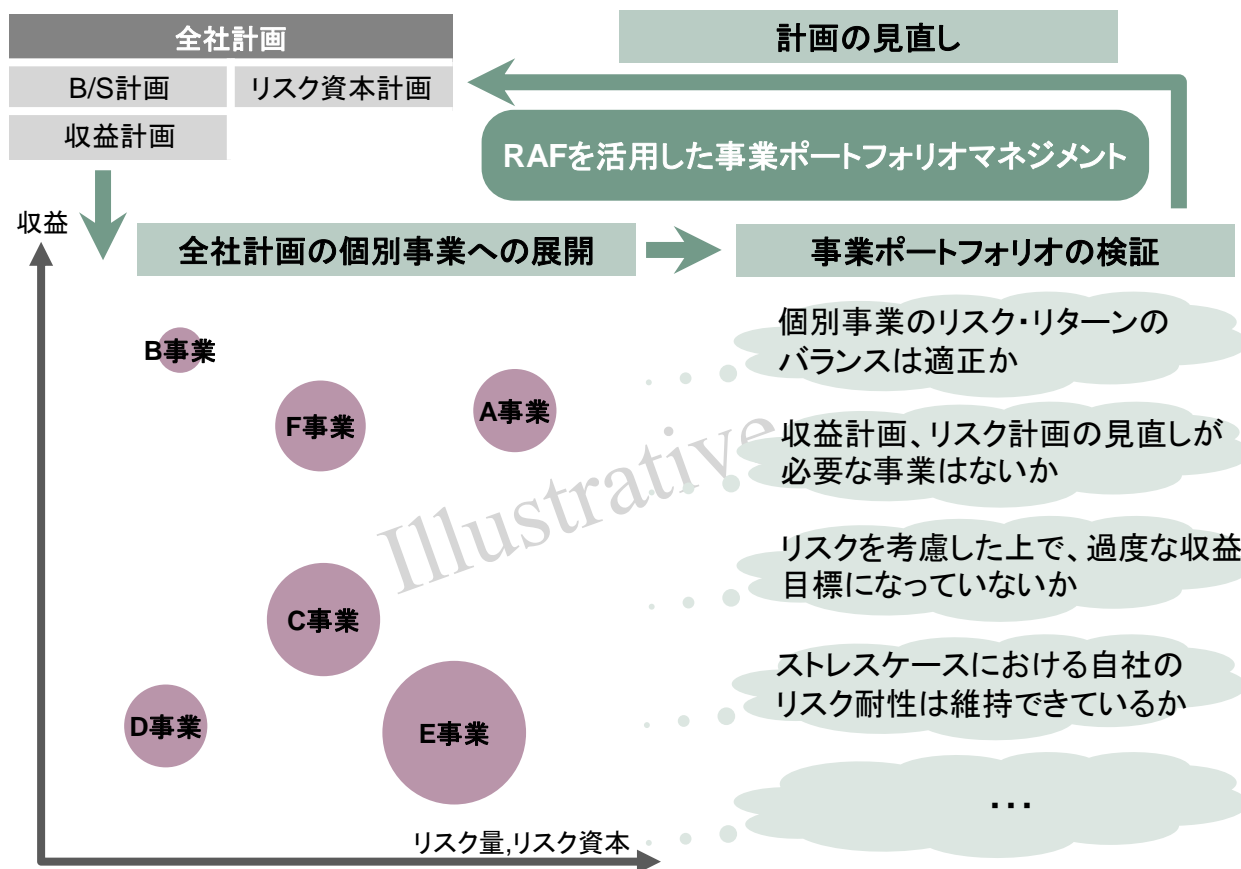 全社計画
B/S計画
リスク資本計画
収益計画
計画の見直し
RAFを活用した事業ポートフォリオマネジメント
収益
全社計画の個別事業への展開
事業ポートフォリオの検証
B事業
F事業
A事業
C事業
D事業
E事業
Illustrative
リスク量,リスク資本
個別事業のリスク・リターンの
バランスは適正か
収益計画、リスク計画の見直しが
必要な事業はないか
リスクを考慮した上で、過度な収益
目標になっていないか
ストレスケースにおける自社の
リスク耐性は維持できているか
...